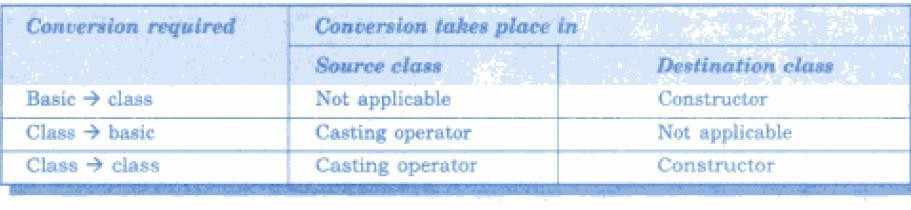 Conversion required Conversion takes place in
Source class Destination class
Basic → class Not applicable Constructor
Class → basic Casting operator Not applicable
Class → class Casting operator Constructor